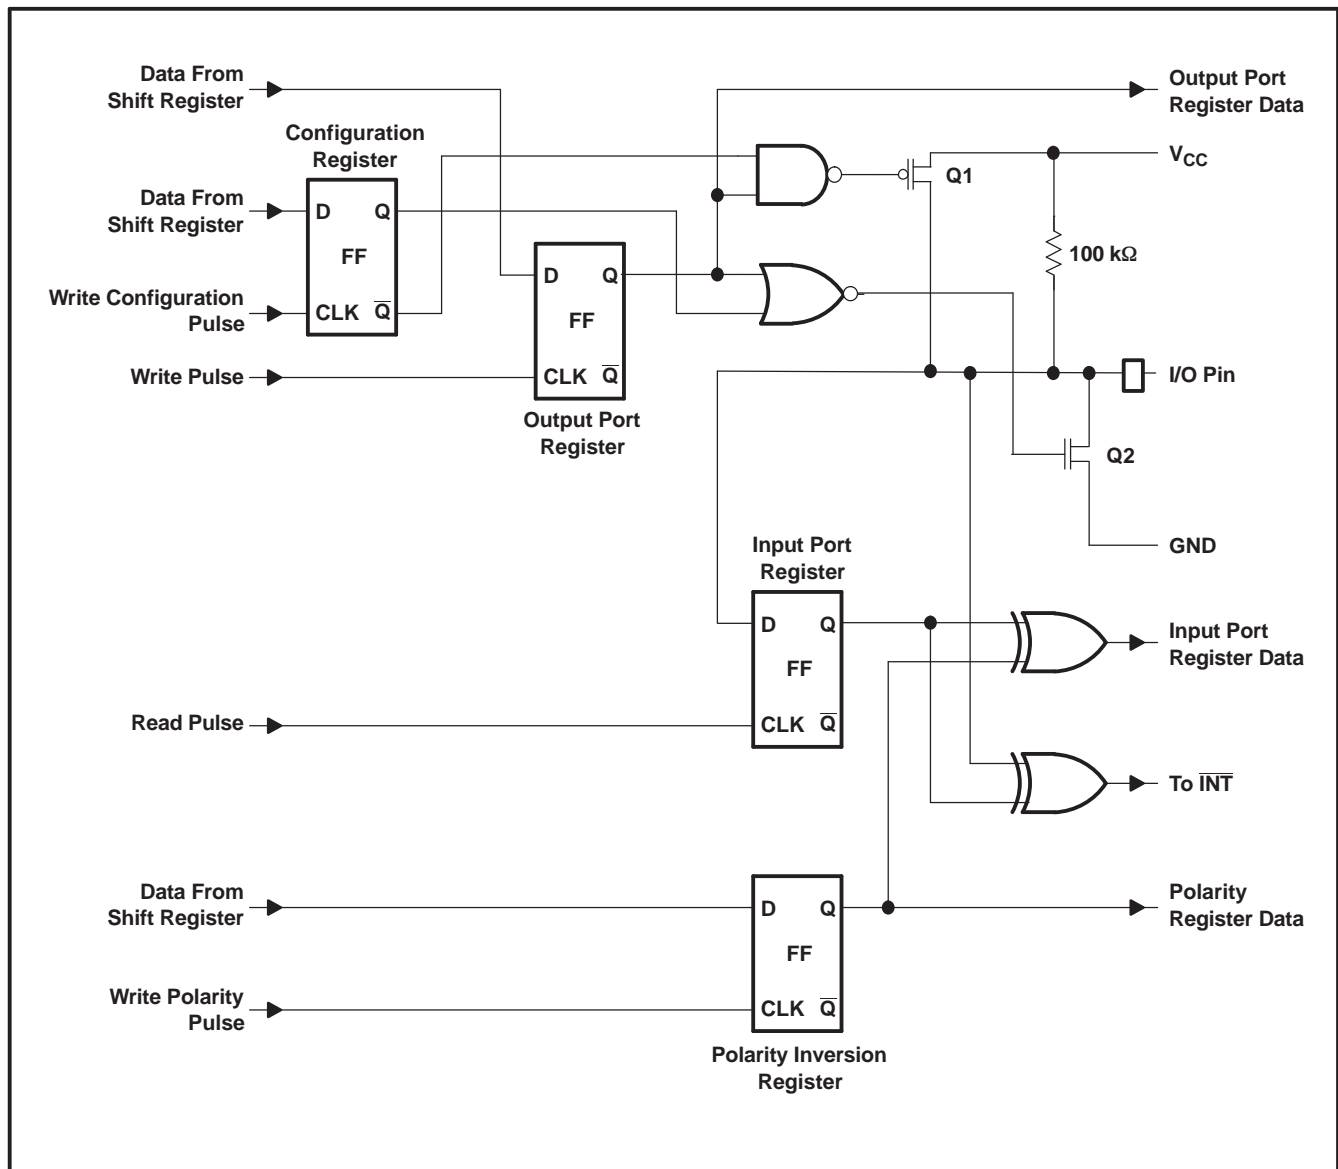 Data From
Shift Register
Output Port
Register Data
Configuration
Register
V_CC
Q1
Data From
Shift Register
D Q
FF
CLK Q̅
D Q
FF
CLK Q̅
100 kΩ
Write Configuration
Pulse
Write Pulse
I/O Pin
Output Port
Register
Q2
GND
Input Port
Register
D Q
FF
CLK Q̅
Input Port
Register Data
Read Pulse
To I̅N̅T̅
Data From
Shift Register
D Q
FF
CLK Q̅
Polarity
Register Data
Write Polarity
Pulse
Polarity Inversion
Register